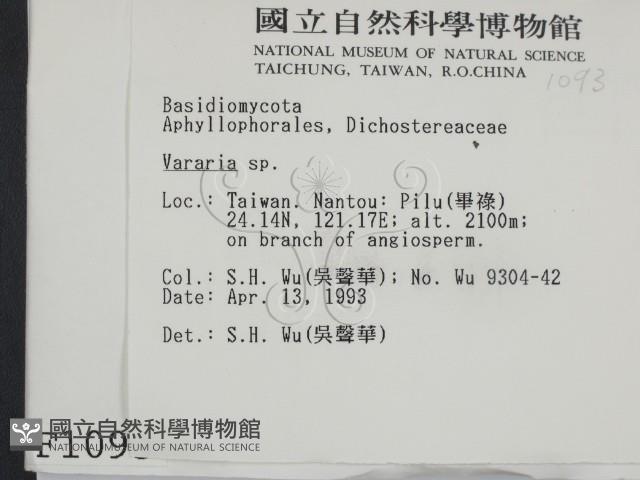 國立自然科學博物館
NATIONAL MUSEUM OF NATURAL SCIENCE
TAICHUNG, TAIWAN, R.O.CHINA
1093
Basidiomycota
Aphyllophorales, Dichostereaceae
Vararia sp.
Loc.: Taiwan. Nantou: Pilu(畢祿)
24.14N, 121.17E; alt. 2100m;
on branch of angiosperm.
Col.: S.H. Wu(吳聲華); No. Wu 9304-42
Date: Apr. 13, 1993
Det.: S.H. Wu(吳聲華)
國立自然科學博物館
NATIONAL MUSEUM OF NATURAL SCIENCE